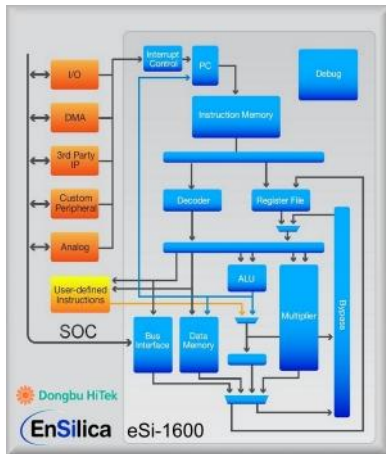 Interrupt
Control
PC
Debug
I/O
Instruction Memory
DMA
3rd Party
IP
Custom
Peripheral
Decoder
Register File
Analog
User-defined
Instructions
ALU
Multiplier
Bypass
SOC
Bus
Interface
Data
Memory
Dongbu HiTek
EnSilica
eSi-1600